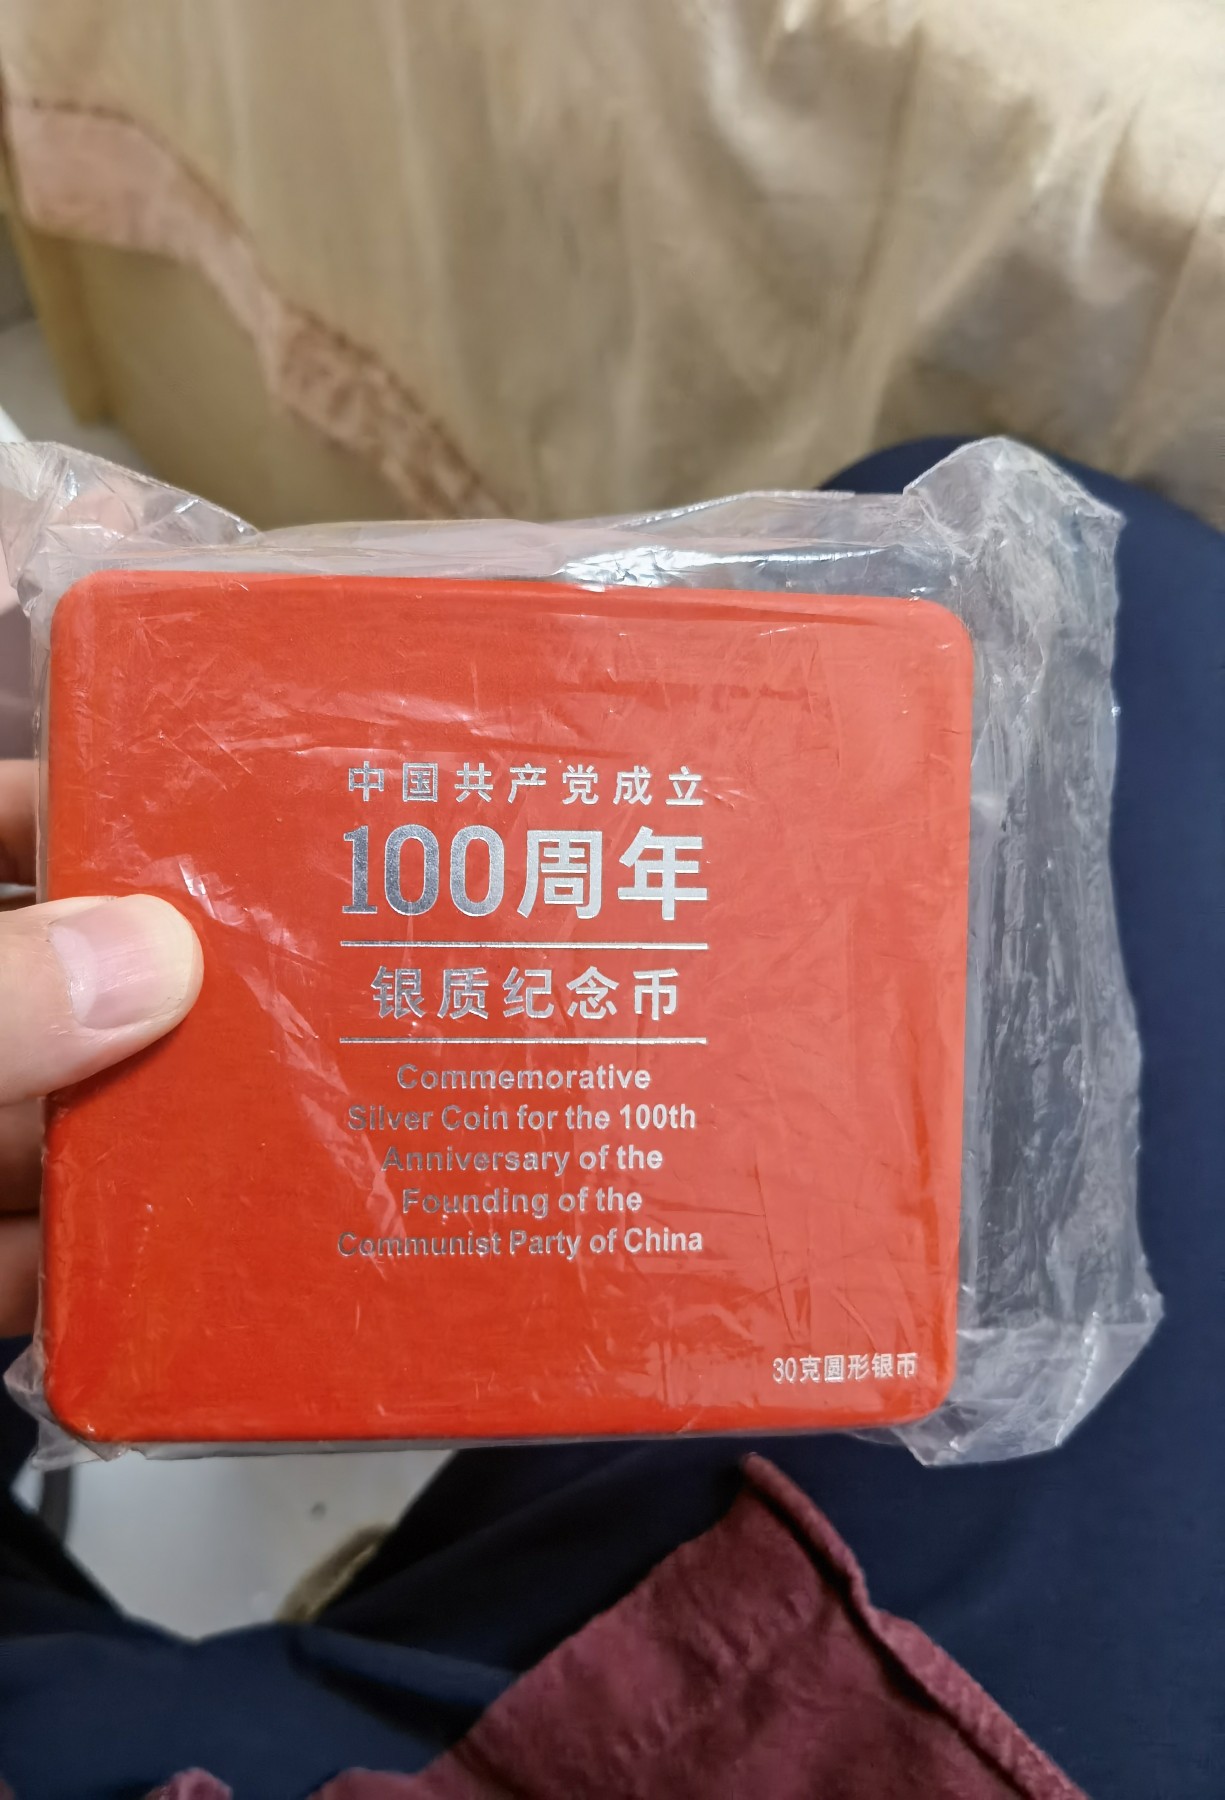 中国共产党成立
100周年
银质纪念币
Commemorative
Silver Coin for the 100th
Anniversary of the
Founding of the
Communist Party of China
30克圆形银币